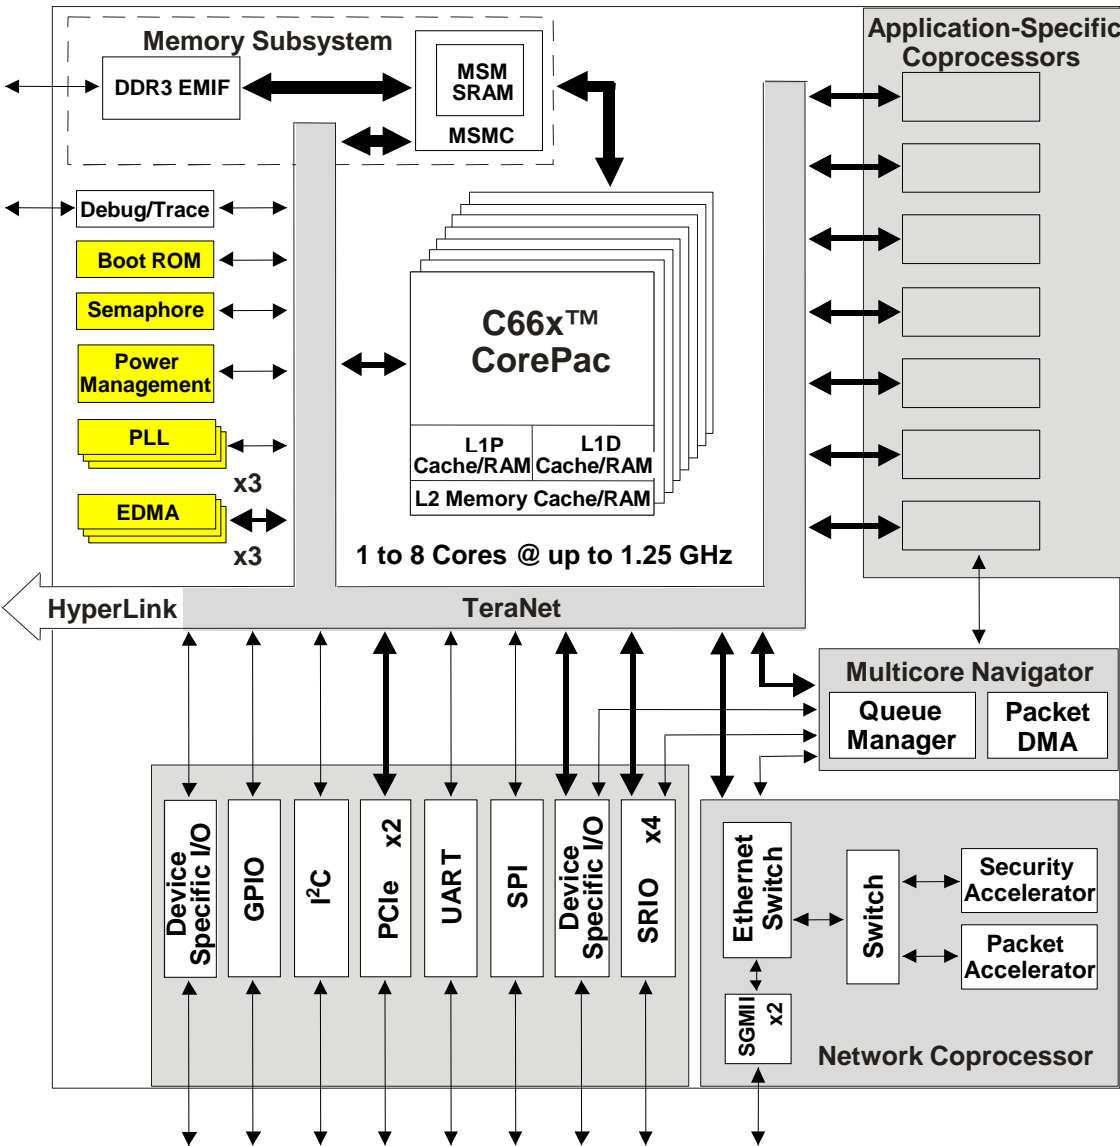 Memory Subsystem
DDR3 EMIF
MSM
SRAM
MSMC
Application-Specific
Coprocessors
Debug/Trace
Boot ROM
Semaphore
Power
Management
PLL
x3
EDMA
x3
C66x™
CorePac
L1P
Cache/RAM
L1D
Cache/RAM
L2 Memory Cache/RAM
1 to 8 Cores @ up to 1.25 GHz
HyperLink
TeraNet
Multicore Navigator
Queue
Manager
Packet
DMA
Device
Specific I/O
GPIO
I²C
PCIe x2
UART
SPI
Device
Specific I/O
SRIO x4
Ethernet
Switch
Switch
Security
Accelerator
Packet
Accelerator
SGMII x2
Network Coprocessor